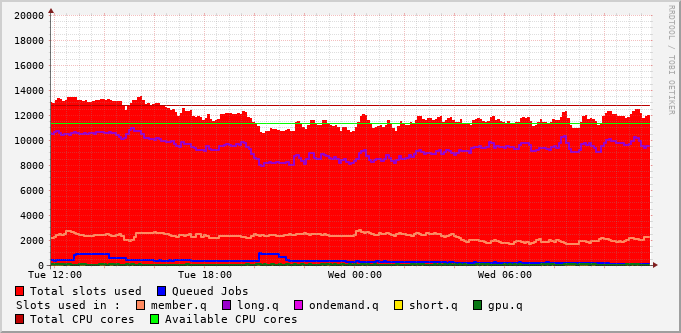 20000
18000
16000
14000
12000
10000
8000
6000
4000
2000
0
Tue 12:00 Tue 18:00 Wed 00:00 Wed 06:00
RRDTOOL / TOBI OETIKER
Total slots used Queued Jobs
Slots used in : member.q long.q ondemand.q short.q gpu.q
Total CPU cores Available CPU cores